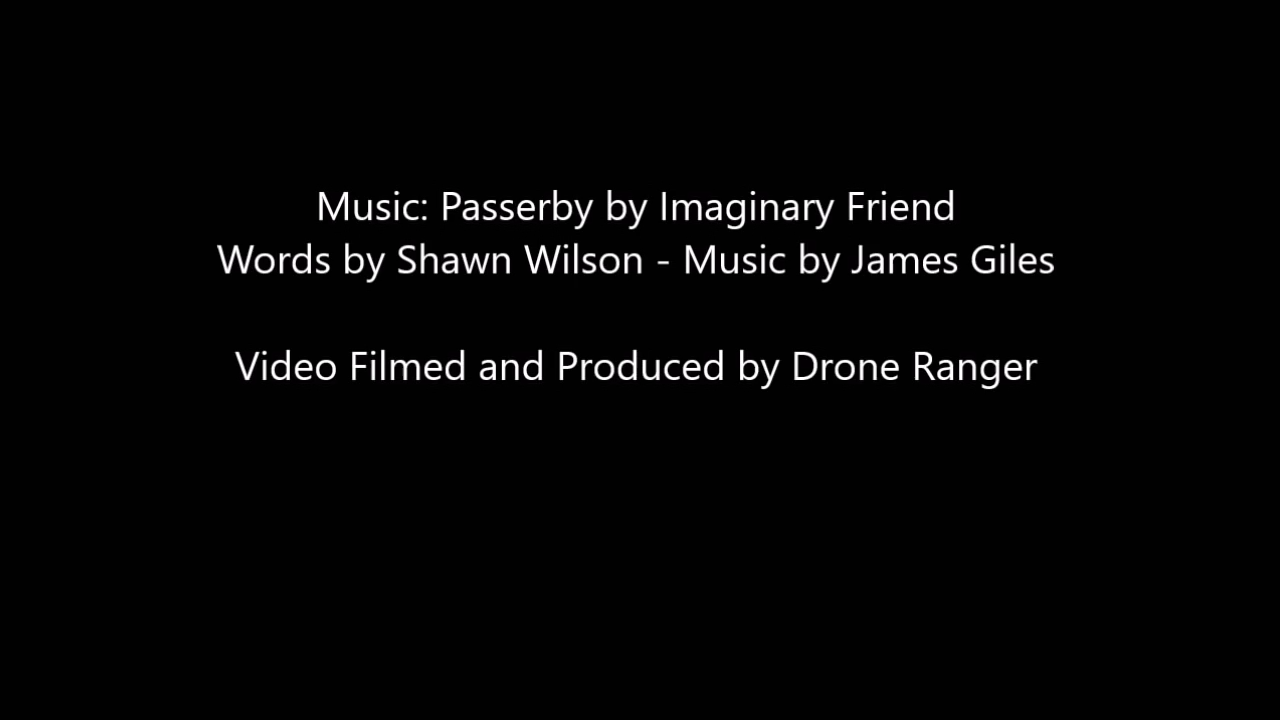 Music: Passerby by Imaginary Friend
Words by Shawn Wilson - Music by James Giles
Video Filmed and Produced by Drone Ranger